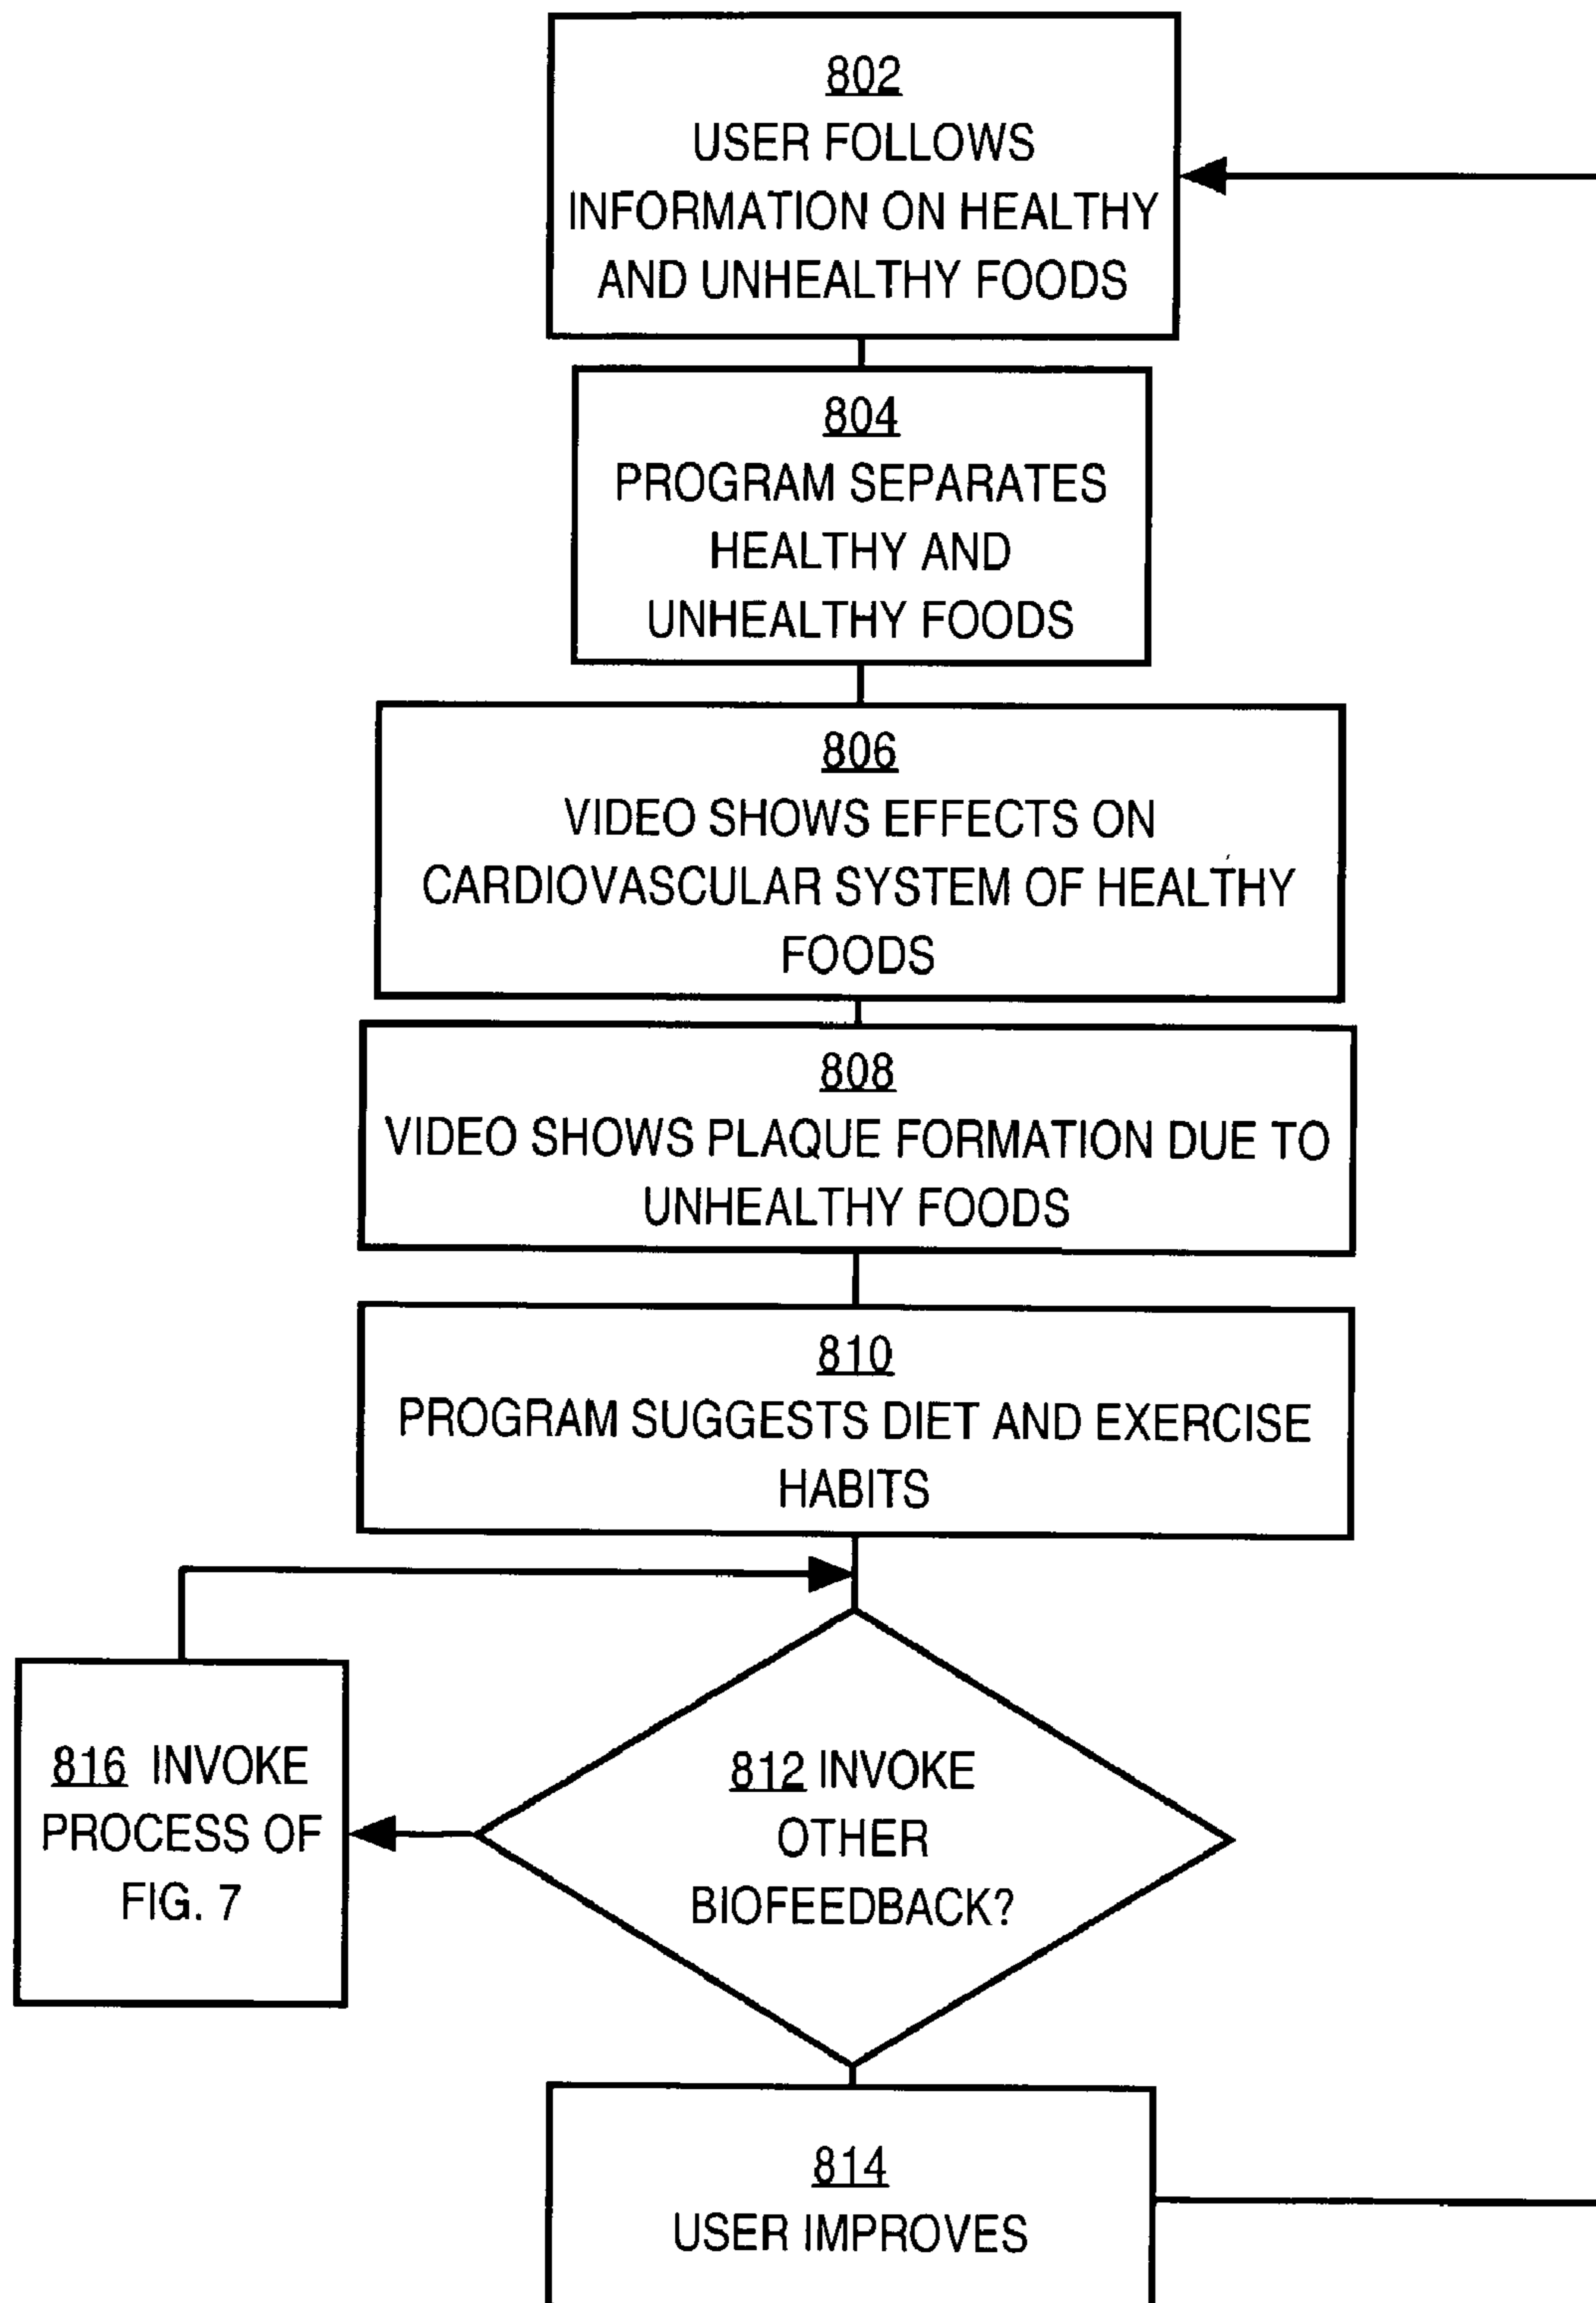 802
USER FOLLOWS
INFORMATION ON HEALTHY
AND UNHEALTHY FOODS
804
PROGRAM SEPARATES
HEALTHY AND
UNHEALTHY FOODS
806
VIDEO SHOWS EFFECTS ON
CARDIOVASCULAR SYSTEM OF HEALTHY
FOODS
808
VIDEO SHOWS PLAQUE FORMATION DUE TO
UNHEALTHY FOODS
810
PROGRAM SUGGESTS DIET AND EXERCISE
HABITS
816 INVOKE
PROCESS OF
FIG. 7
812 INVOKE
OTHER
BIOFEEDBACK?
814
USER IMPROVES